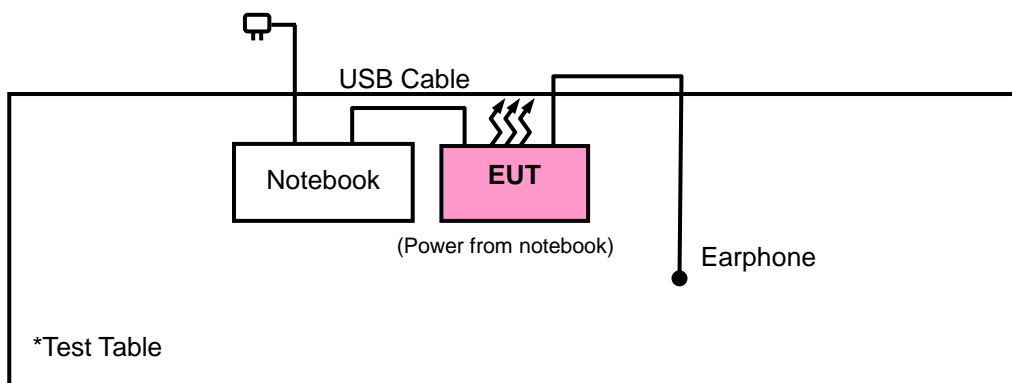 USB Cable
Notebook
EUT
(Power from notebook)
Earphone
*Test Table